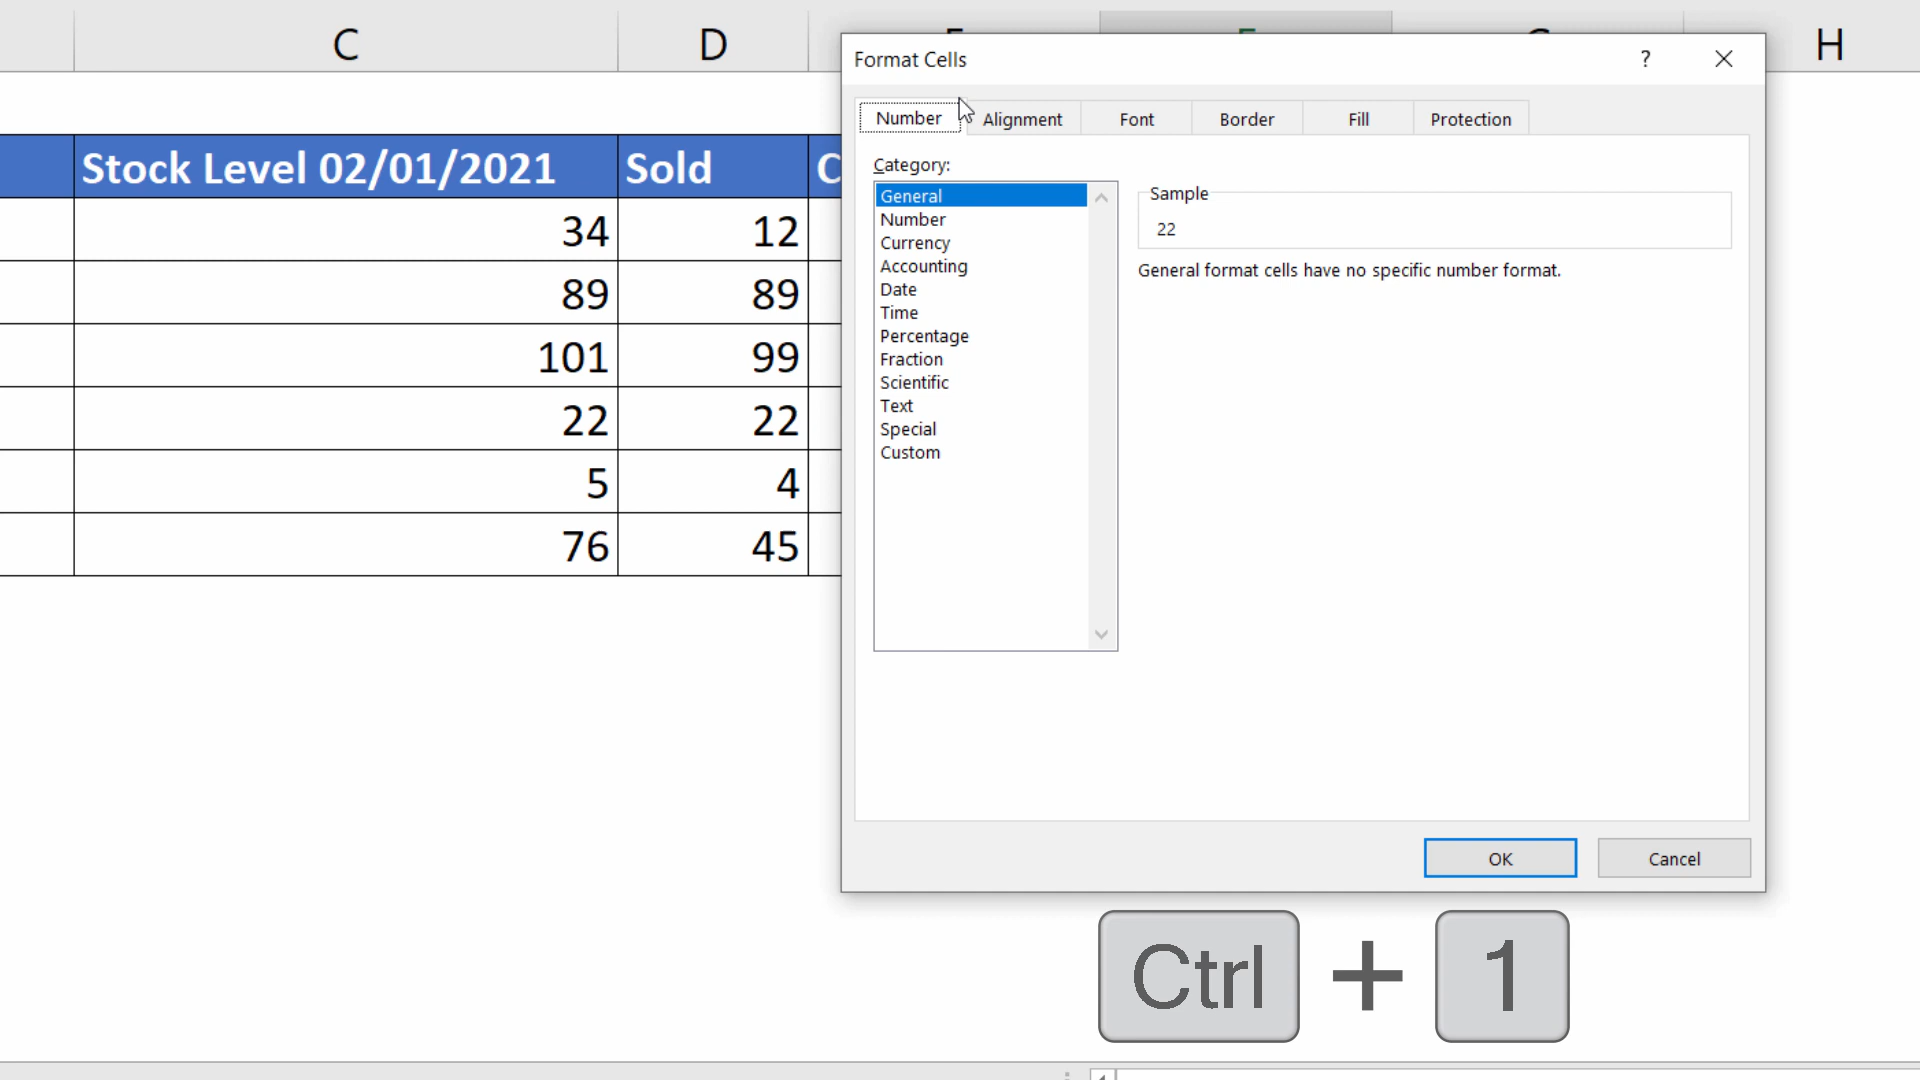 C D H
Format Cells ?
Number Alignment Font Border Fill Protection
Stock Level 02/01/2021 Sold C
Category:
General
Number
Currency
Accounting
Date
Time
Percentage
Fraction
Scientific
Text
Special
Custom
Sample
22
General format cells have no specific number format.
34 12
89 89
101 99
22 22
5 4
76 45
OK Cancel
Ctrl + 1